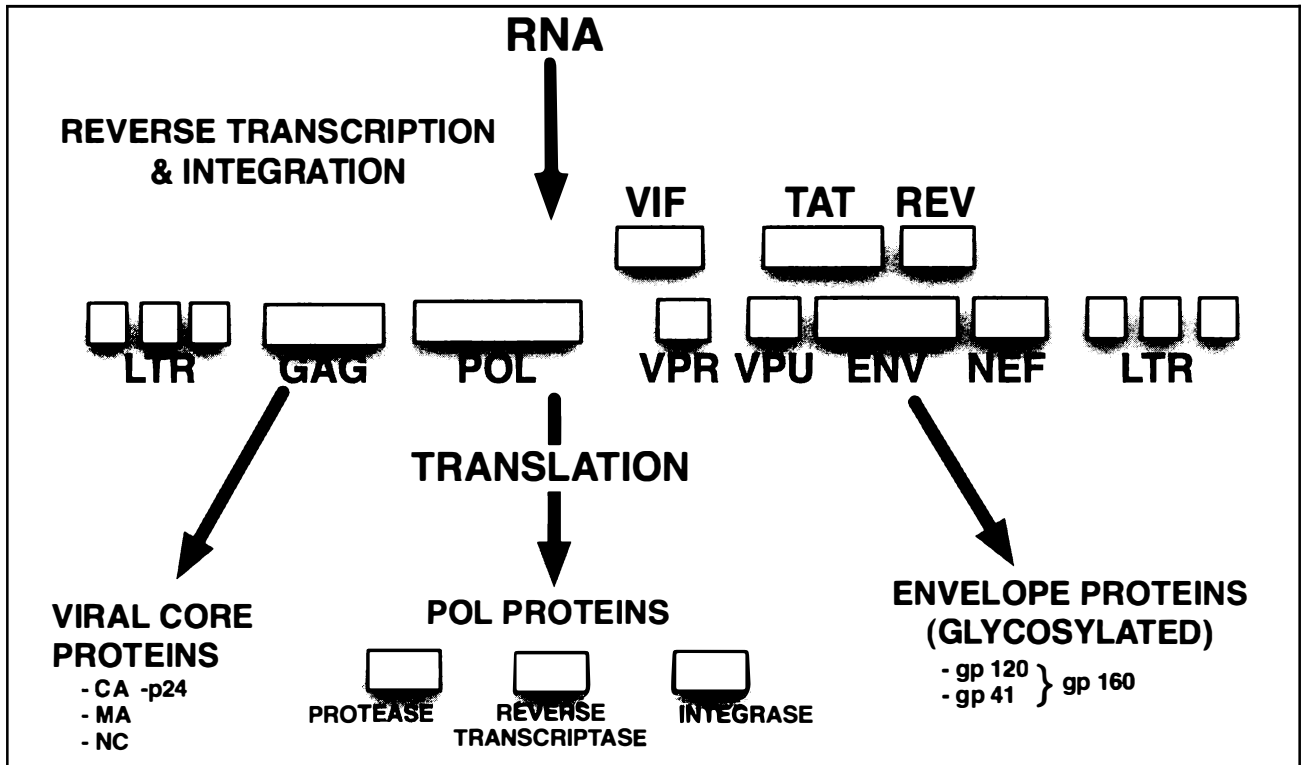 RNA
REVERSE TRANSCRIPTION
& INTEGRATION
VIF TAT REV
LTR GAG POL VPR VPU ENV NEF LTR
TRANSLATION
VIRAL CORE
PROTEINS
- CA -p24
- MA
- NC
POL PROTEINS
PROTEASE
REVERSE
TRANSCRIPTASE
INTEGRASE
ENVELOPE PROTEINS
(GLYCOSYLATED)
- gp 120
- gp 41
} gp 160